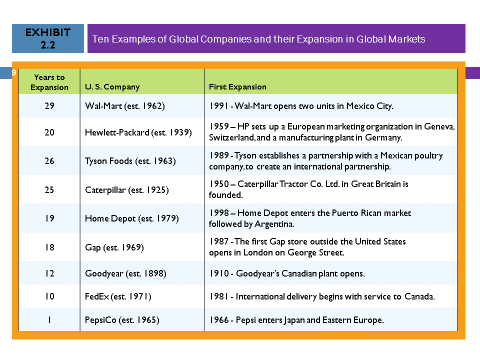 EXHIBIT
2.2
Ten Examples of Global Companies and their Expansion in Global Markets
9
Years to
Expansion
U. S. Company
First Expansion
29
Wal-Mart (est. 1962)
1991 - Wal-Mart opens two units in Mexico City.
20
Hewlett-Packard (est. 1939)
1959 – HP sets up a European marketing organization in Geneva,
Switzerland, and a manufacturing plant in Germany.
26
Tyson Foods (est. 1963)
1989 - Tyson establishes a partnership with a Mexican poultry
company, to create an international partnership.
25
Caterpillar (est. 1925)
1950 – Caterpillar Tractor Co. Ltd. in Great Britain is
founded.
19
Home Depot (est. 1979)
1998 – Home Depot enters the Puerto Rican market
followed by Argentina.
18
Gap (est. 1969)
1987 - The first Gap store outside the United States
opens in London on George Street.
12
Goodyear (est. 1898)
1910 - Goodyear's Canadian plant opens.
10
FedEx (est. 1971)
1981 - International delivery begins with service to Canada.
1
PepsiCo (est. 1965)
1966 - Pepsi enters Japan and Eastern Europe.